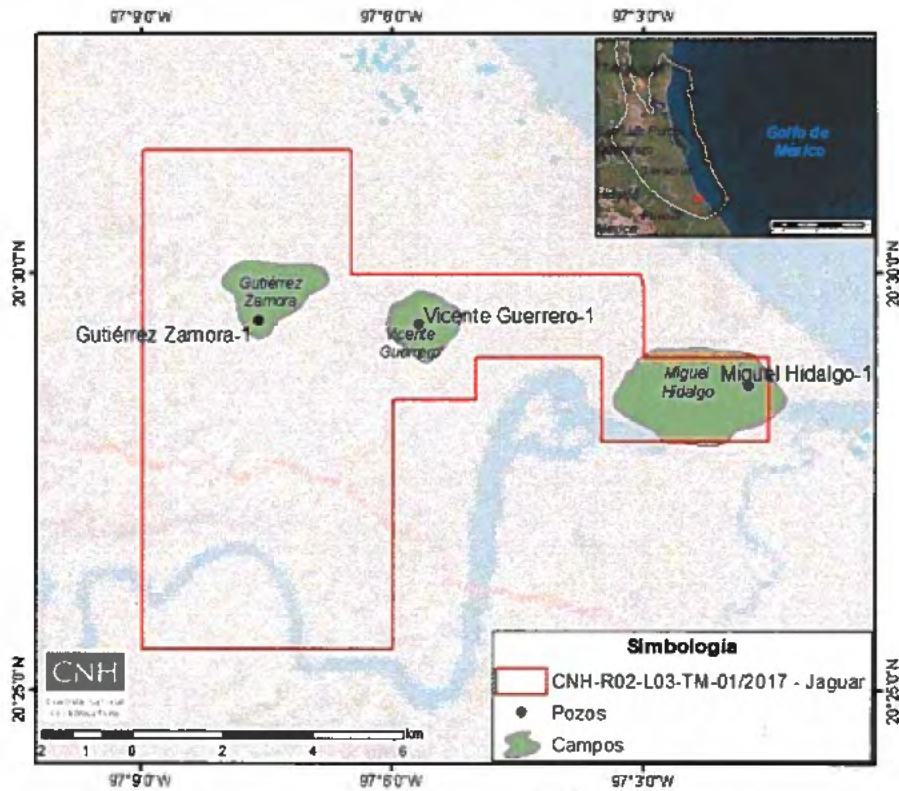 97°9'0"W 97°6'0"W 97°3'0"W
Golfo de
México
20°30'0"N 20°30'0"N
Gutiérrez
Zamora
Gutiérrez Zamora-1
Vicente Guerrero-1
Vicente
Guerrero
Miguel Hidalgo-1
Miguel
Hidalgo
20°25'0"N 20°25'0"N
CNH
Simbología
CNH-R02-L03-TM-01/2017 - Jaguar
Pozos
Campos
2 1 0 2 4 6 km
97°9'0"W 97°6'0"W 97°3'0"W